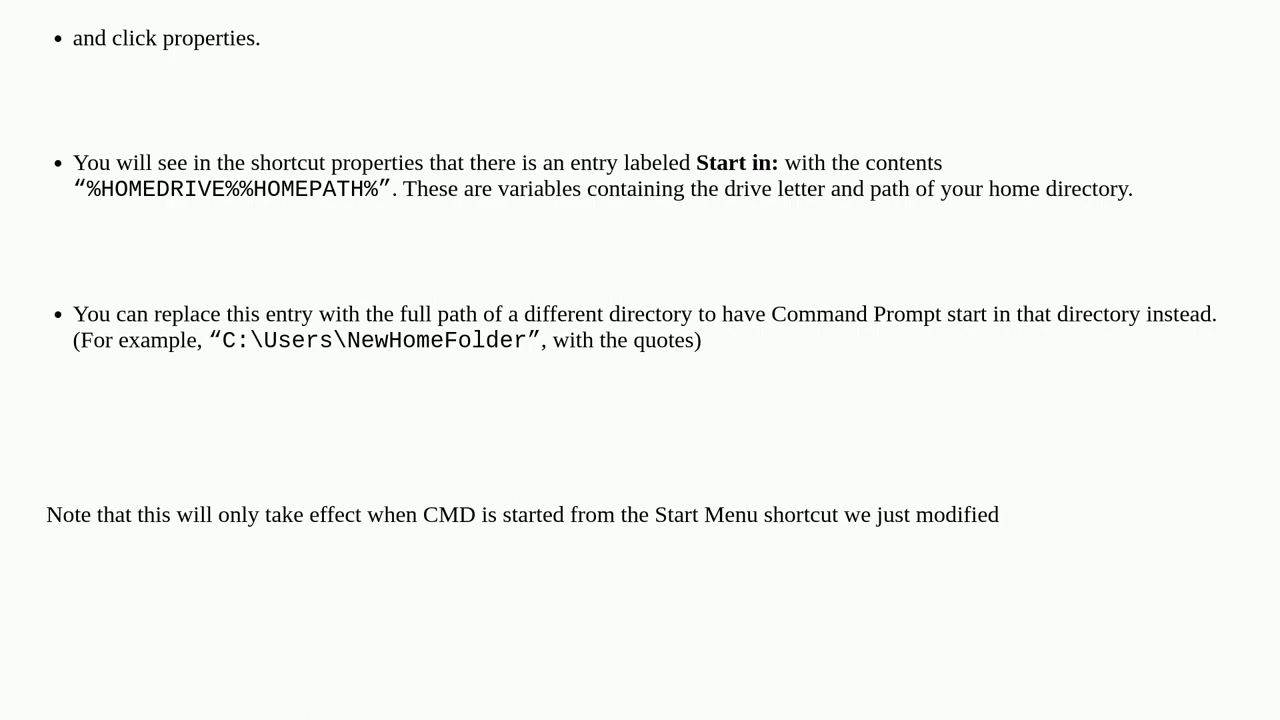 • and click properties.
• You will see in the shortcut properties that there is an entry labeled Start in: with the contents
“%HOMEDRIVE%%HOMEPATH%”. These are variables containing the drive letter and path of your home directory.
• You can replace this entry with the full path of a different directory to have Command Prompt start in that directory instead.
(For example, “C:\Users\NewHomeFolder”, with the quotes)
Note that this will only take effect when CMD is started from the Start Menu shortcut we just modified